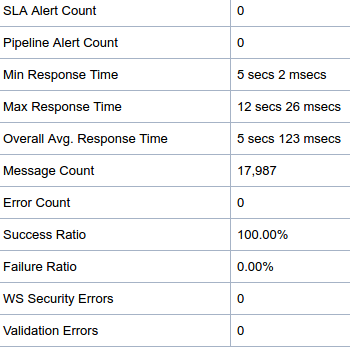 SLA Alert Count 0
Pipeline Alert Count 0
Min Response Time 5 secs 2 msecs
Max Response Time 12 secs 26 msecs
Overall Avg. Response Time 5 secs 123 msecs
Message Count 17,987
Error Count 0
Success Ratio 100.00%
Failure Ratio 0.00%
WS Security Errors 0
Validation Errors 0